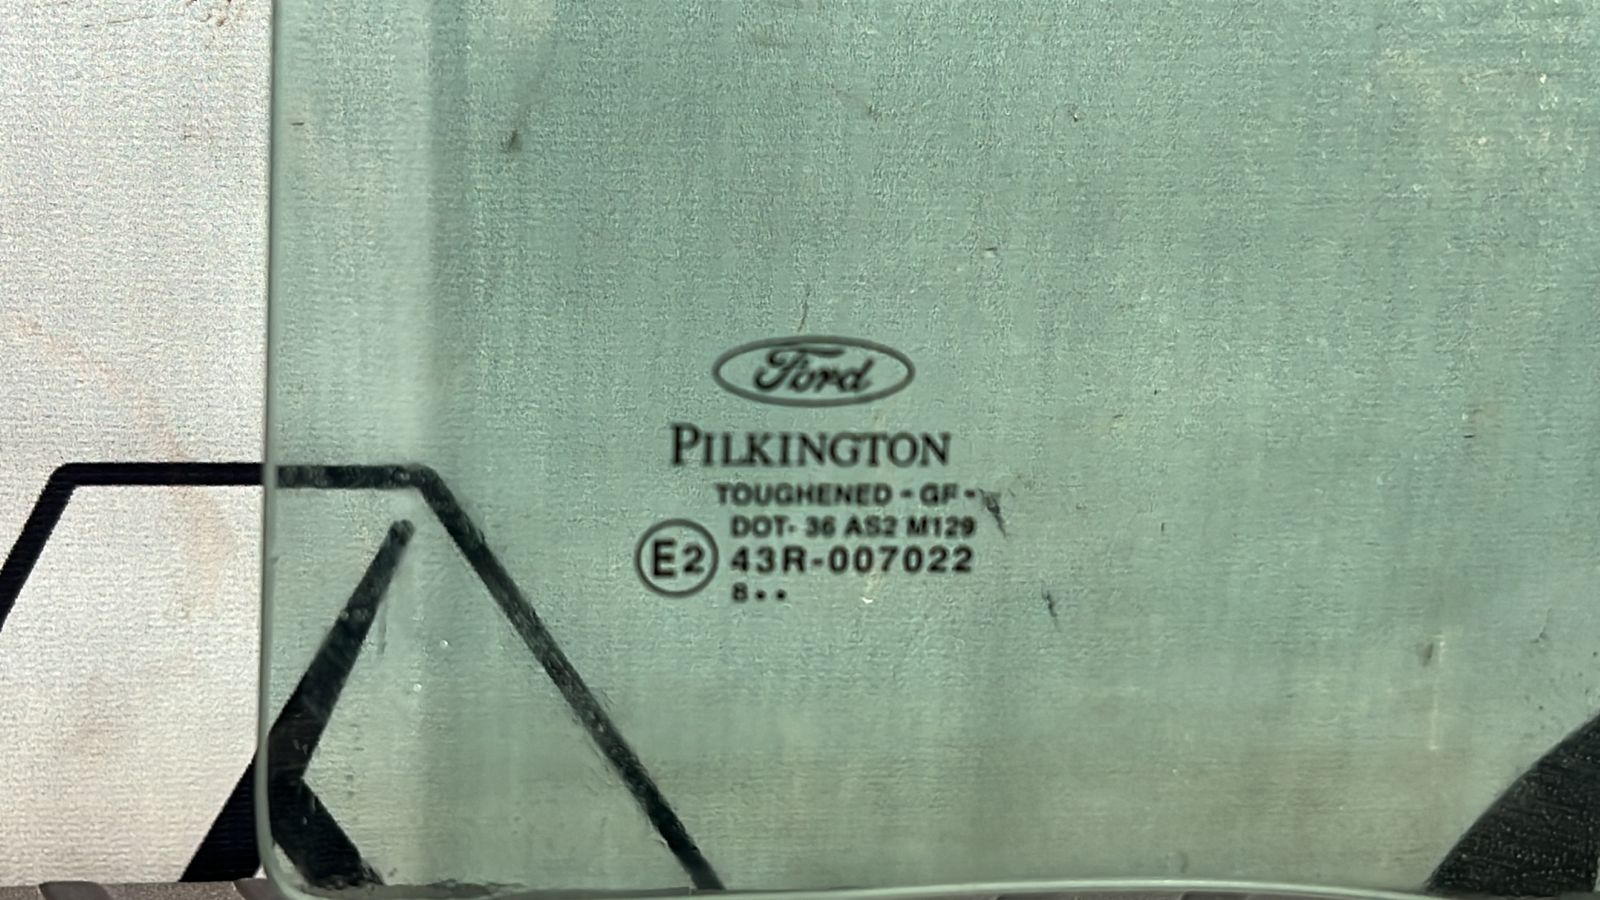 Ford
PILKINGTON
TOUGHENED - GF -
DOT- 36 AS2 M129
E2 43R-007022
8••